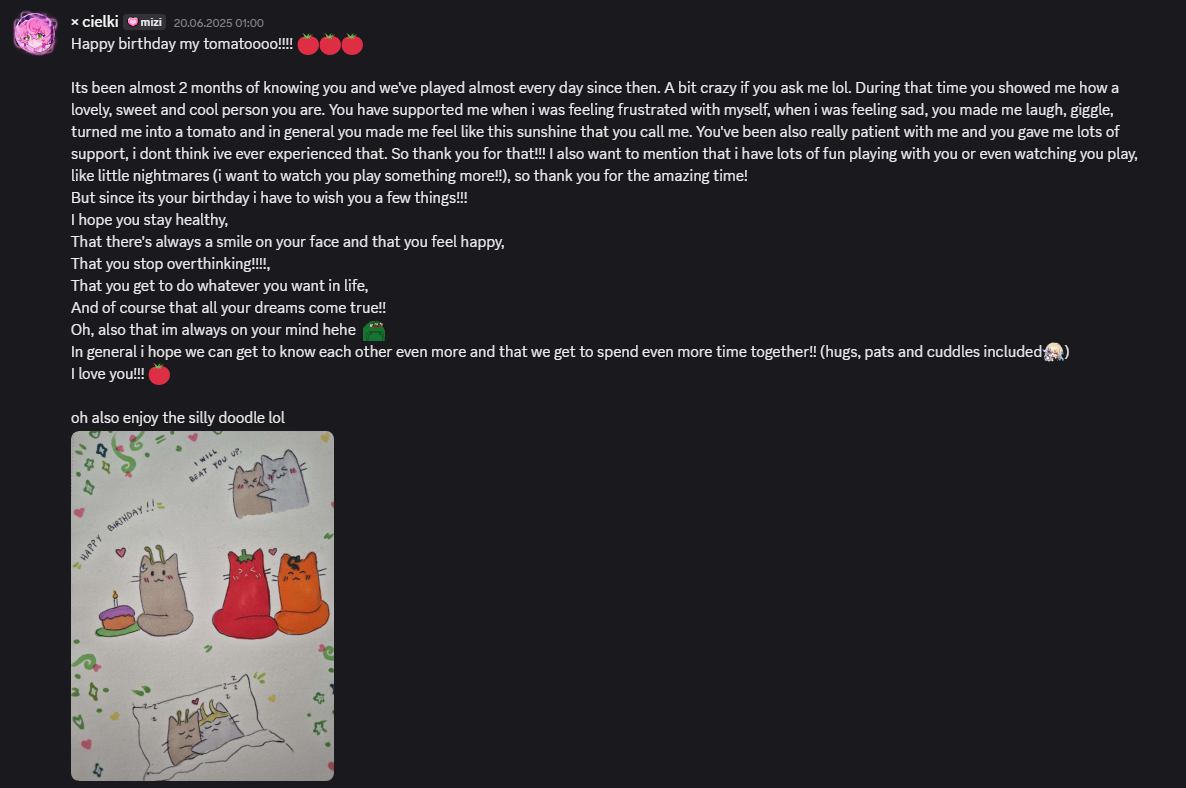 × cielki mizi 20.06.2025 01:00
Happy birthday my tomatoooo!!!! 🍅🍅🍅
Its been almost 2 months of knowing you and we've played almost every day since then. A bit crazy if you ask me lol. During that time you showed me how a
lovely, sweet and cool person you are. You have supported me when i was feeling frustrated with myself, when i was feeling sad, you made me laugh, giggle,
turned me into a tomato and in general you made me feel like this sunshine that you call me. You've been also really patient with me and you gave me lots of
support, i dont think ive ever experienced that. So thank you for that!!! I also want to mention that i have lots of fun playing with you or even watching you play,
like little nightmares (i want to watch you play something more!!), so thank you for the amazing time!
But since its your birthday i have to wish you a few things!!!
I hope you stay healthy,
That there's always a smile on your face and that you feel happy,
That you stop overthinking!!!!,
That you get to do whatever you want in life,
And of course that all your dreams come true!!
Oh, also that im always on your mind hehe
In general i hope we can get to know each other even more and that we get to spend even more time together!! (hugs, pats and cuddles included)
I love you!!! 🍅
oh also enjoy the silly doodle lol
I WILL
BEAT YOU UP.
HAPPY BIRTHDAY!!
z z z
z z z